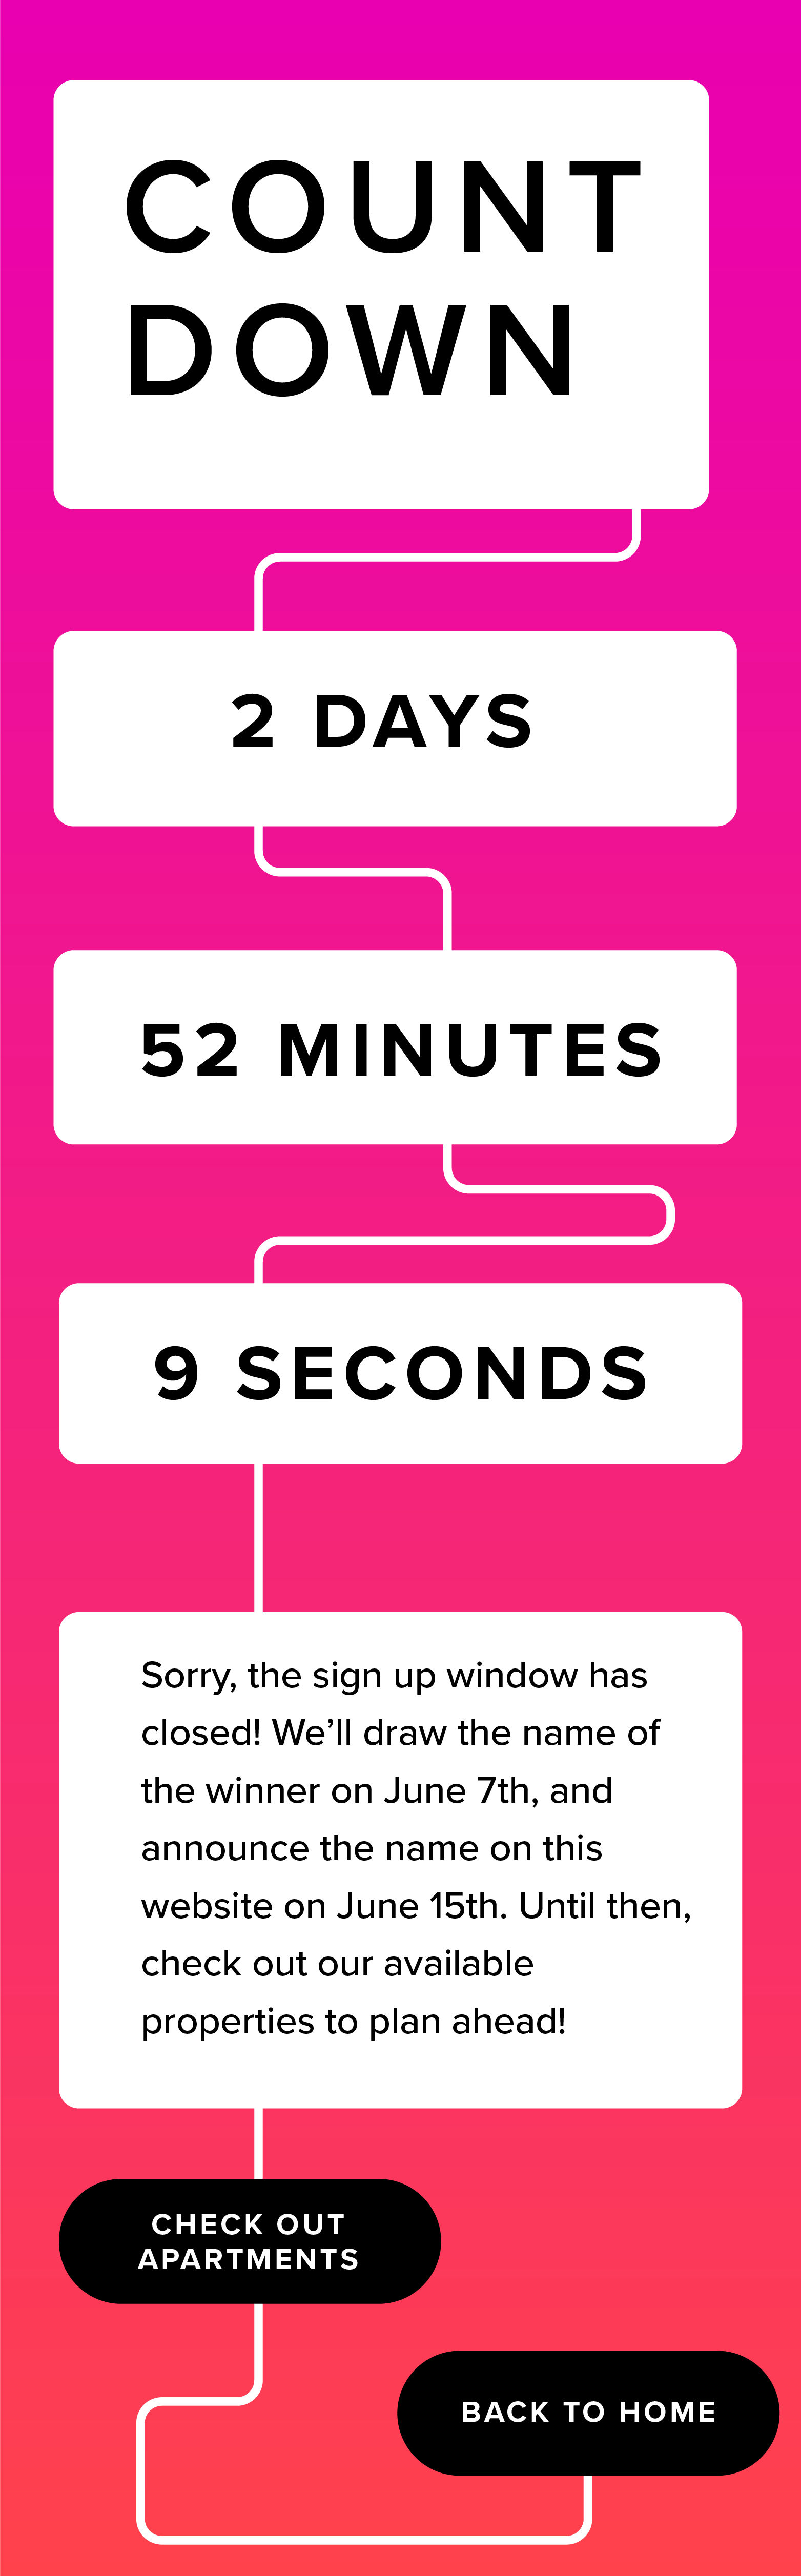 COUNT
DOWN
2 DAYS
52 MINUTES
9 SECONDS
Sorry, the sign up window has
closed! We’ll draw the name of
the winner on June 7th, and
announce the name on this
website on June 15th. Until then,
check out our available
properties to plan ahead!
CHECK OUT
APARTMENTS
BACK TO HOME